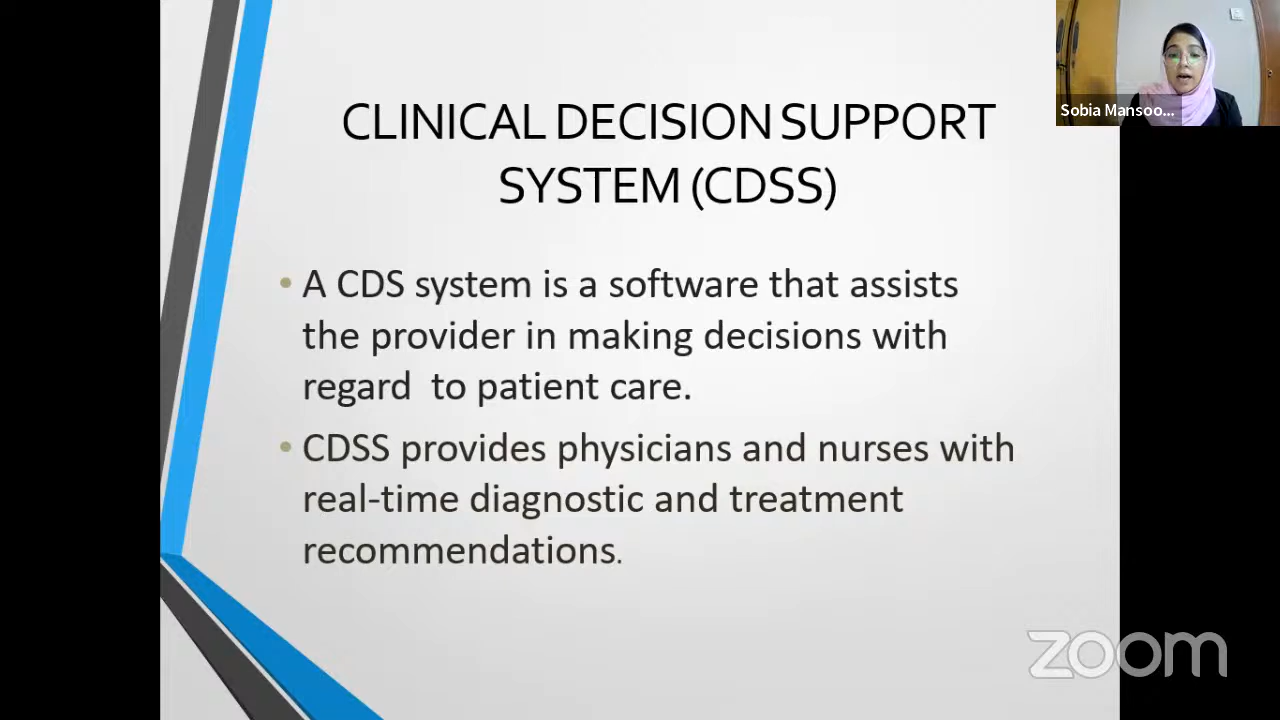 CLINICAL DECISION SUPPORT
SYSTEM (CDSS)
• A CDS system is a software that assists
the provider in making decisions with
regard  to patient care.
• CDSS provides physicians and nurses with
real-time diagnostic and treatment
recommendations.
Sobia Mansoo...
zoom